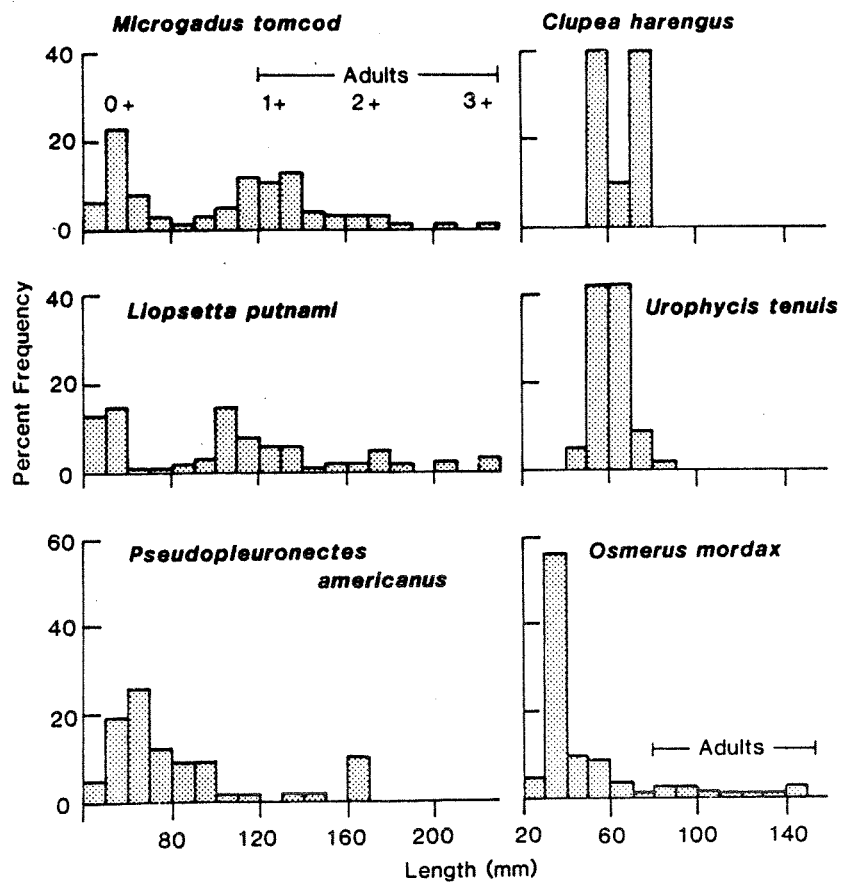 Microgadus tomcod
Clupea harengus
40
Adults
0+
1+
2+
3+
20
0
Percent Frequency
40
Liopsetta putnami
Urophycis tenuis
20
0
60
Pseudopleuronectes
americanus
Osmerus mordax
40
20
Adults
0
80
120
160
200
20
60
100
140
Length (mm)